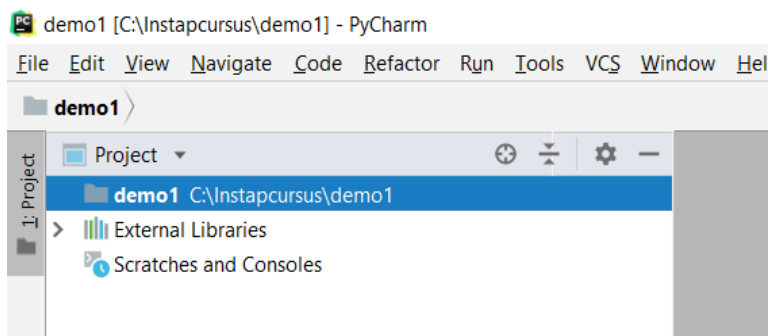 PC demo1 [C:\Instapcursus\demo1] - PyCharm
File Edit View Navigate Code Refactor Run Tools VCS Window Hel
demo1
1: Project
Project
demo1 C:\Instapcursus\demo1
External Libraries
Scratches and Consoles